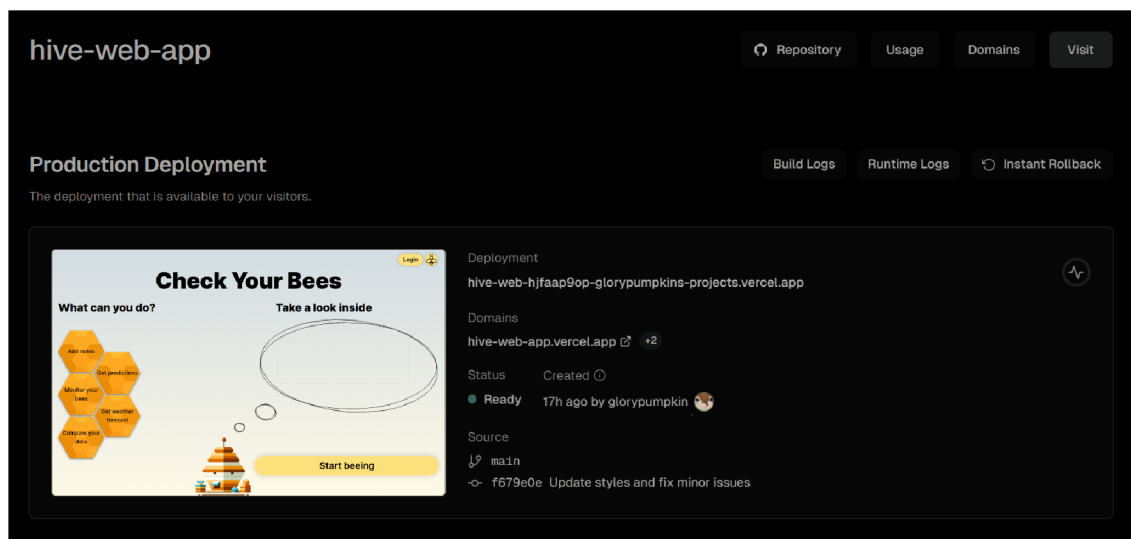 hive-web-app
Repository
Usage
Domains
Visit
Production Deployment
Build Logs
Runtime Logs
Instant Rollback
The deployment that is available to your visitors.
Login
Check Your Bees
What can you do?
Take a look inside
Add notes
Get predictions
Monitor your
bees
Get weather
forecast
Compare your
data
Start beeing
Deployment
hive-web-hjfaap9op-glorypumpkins-projects.vercel.app
Domains
hive-web-app.vercel.app
+2
Status
Created
Ready
17h ago by glorypumpkin
Source
main
f679e0e Update styles and fix minor issues